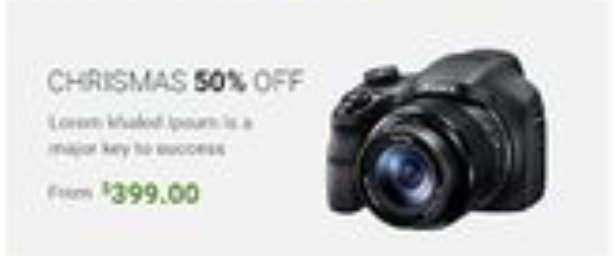 CHRISMAS 50% OFF
Lorem khaled ipsum is a
major key to success
From $399.00